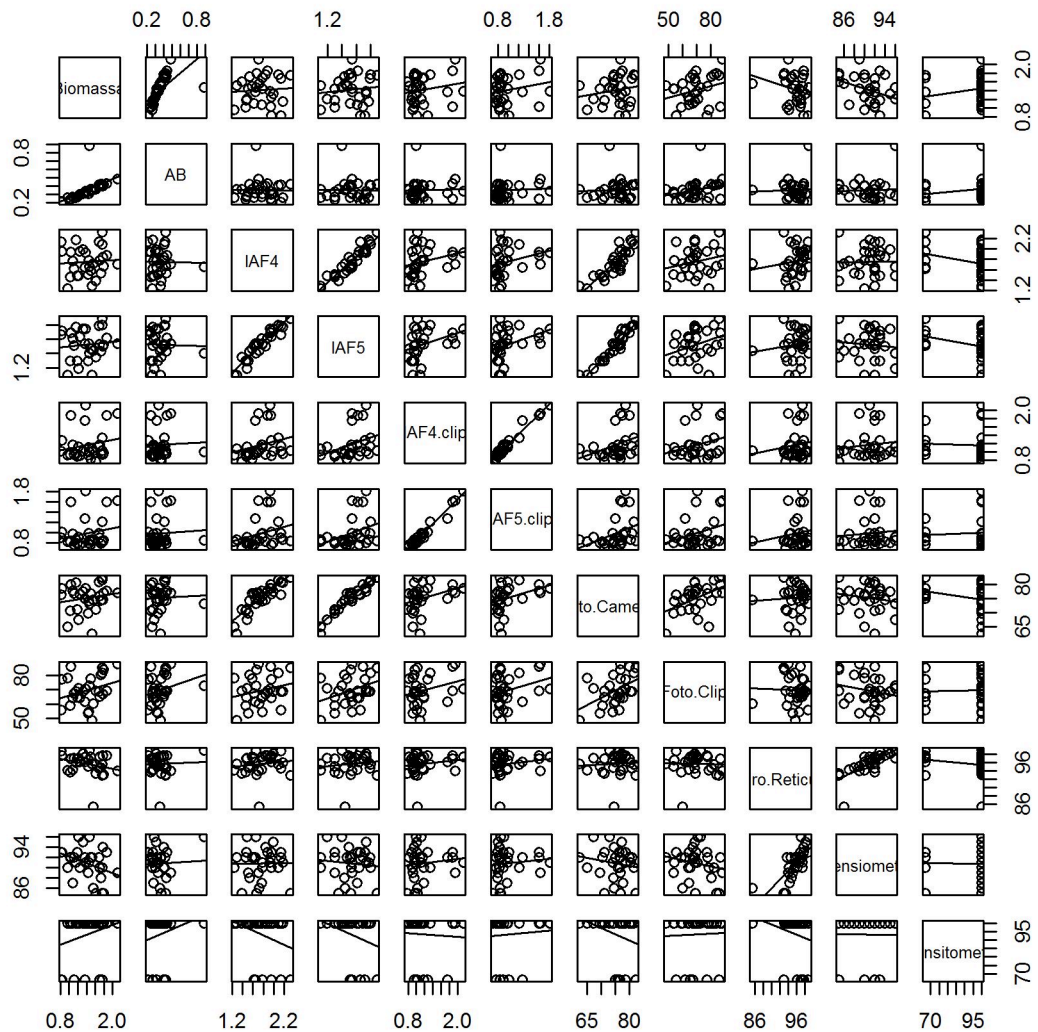 0.2 0.8 1.2 0.8 1.8 50 80 86 94
Biomassa 0.8 2.0
0.2 0.8 AB
IAF4 1.2 2.2
1.2 IAF5
AF4.clip 0.8 2.0
0.8 1.8 AF5.clip
to.Came 65 80
50 80 Foto.Clip
ro.Reticu 86 96
86 94 ensiomet
nsitomet 70 95
0.8 2.0 1.2 2.2 0.8 2.0 65 80 86 96 70 95